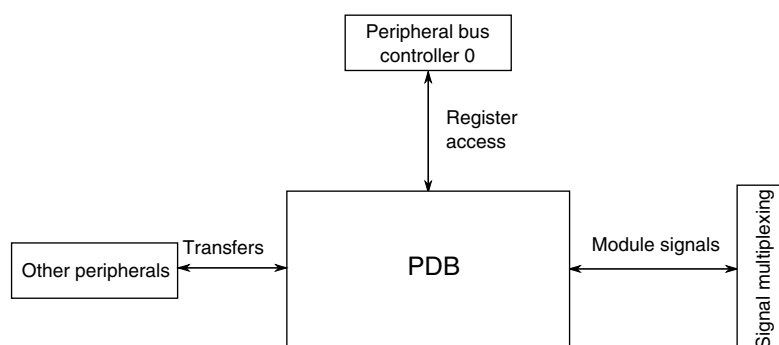 Peripheral bus
controller 0
Register
access
Transfers
Other peripherals
PDB
Module signals
Signal multiplexing